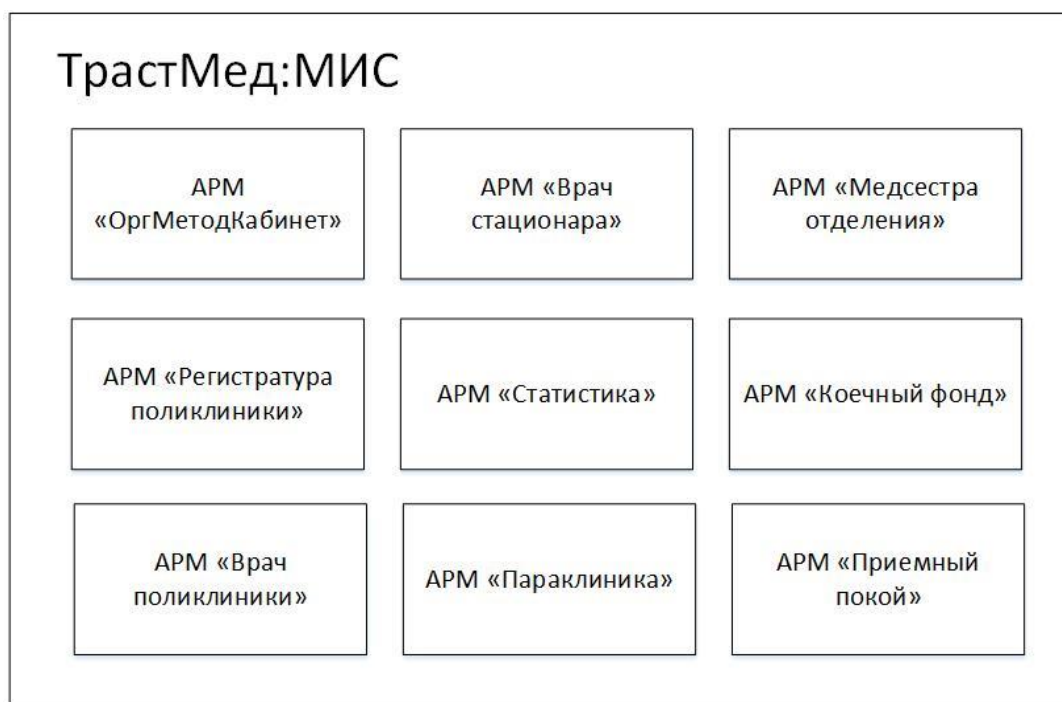 ТрастМед:МИС
АРМ
«ОргМетодКабинет»
АРМ «Врач
стационара»
АРМ «Медсестра
отделения»
АРМ «Регистратура
поликлиники»
АРМ «Статистика»
АРМ «Коечный фонд»
АРМ «Врач
поликлиники»
АРМ «Параклиника»
АРМ «Приемный
покой»